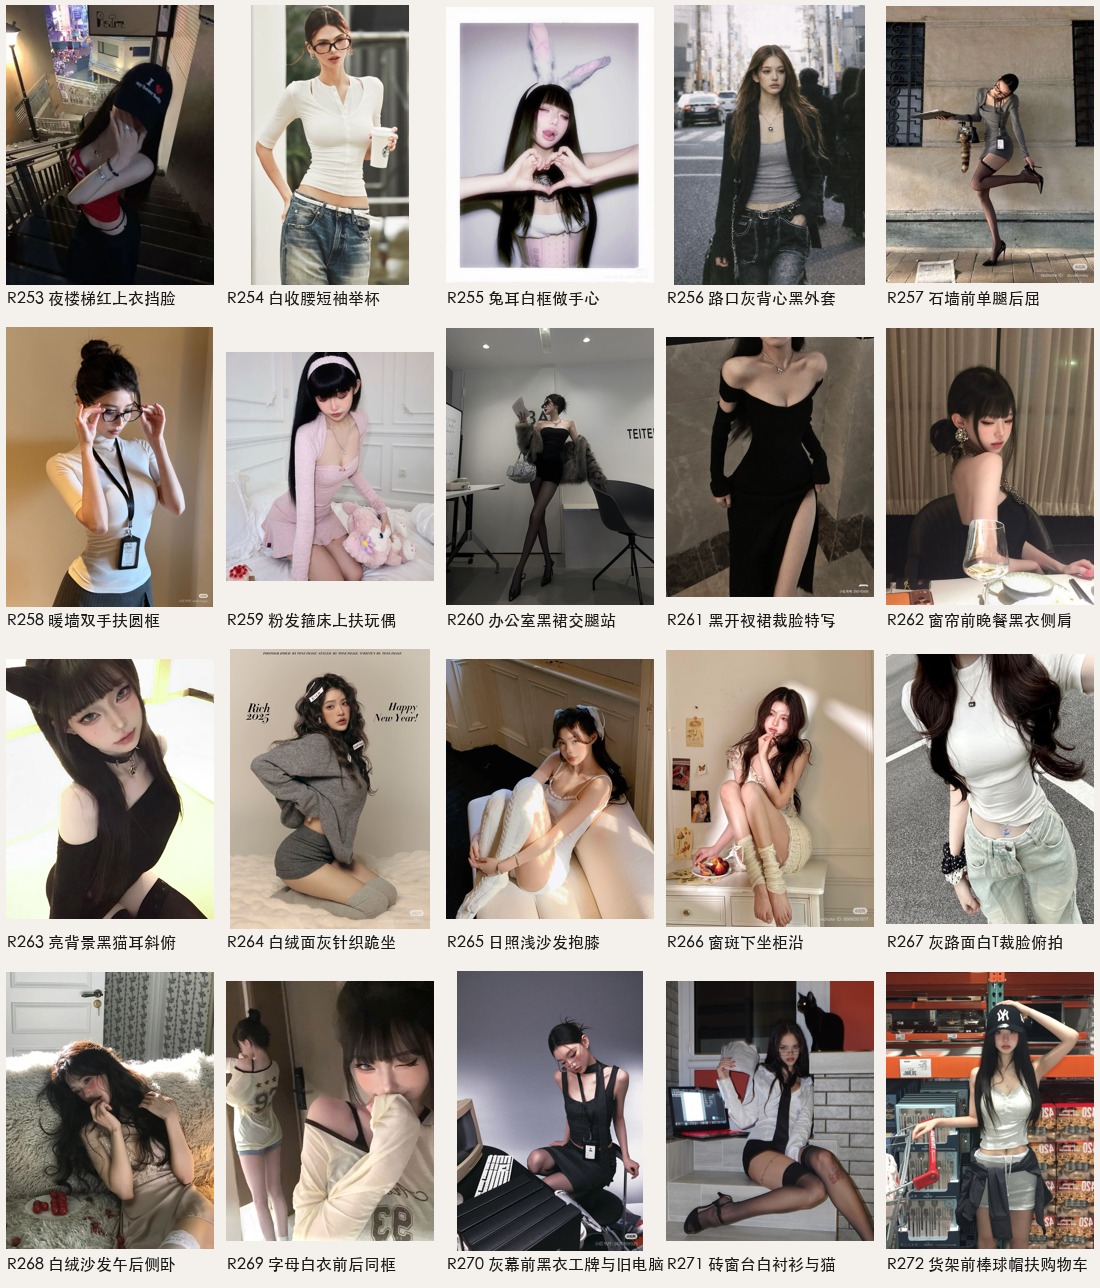 R253 夜楼梯红上衣挡脸
R254 白收腰短袖举杯
R255 兔耳白框做手心
R256 路口灰背心黑外套
R257 石墙前单腿后屈
TEITE
R258 暖墙双手扶圆框
R259 粉发箍床上扶玩偶
R260 办公室黑裙交腿站
R261 黑开衩裙裁脸特写
R262 窗帘前晚餐黑衣侧肩
Rich
2025
Happy
New Year!
R263 亮背景黑猫耳斜俯
R264 白绒面灰针织跪坐
R265 日照浅沙发抱膝
R266 窗斑下坐柜沿
R267 灰路面白T裁脸俯拍
NY
R268 白绒沙发午后侧卧
R269 字母白衣前后同框
R270 灰幕前黑衣工牌与旧电脑
R271 砖窗台白衬衫与猫
R272 货架前棒球帽扶购物车